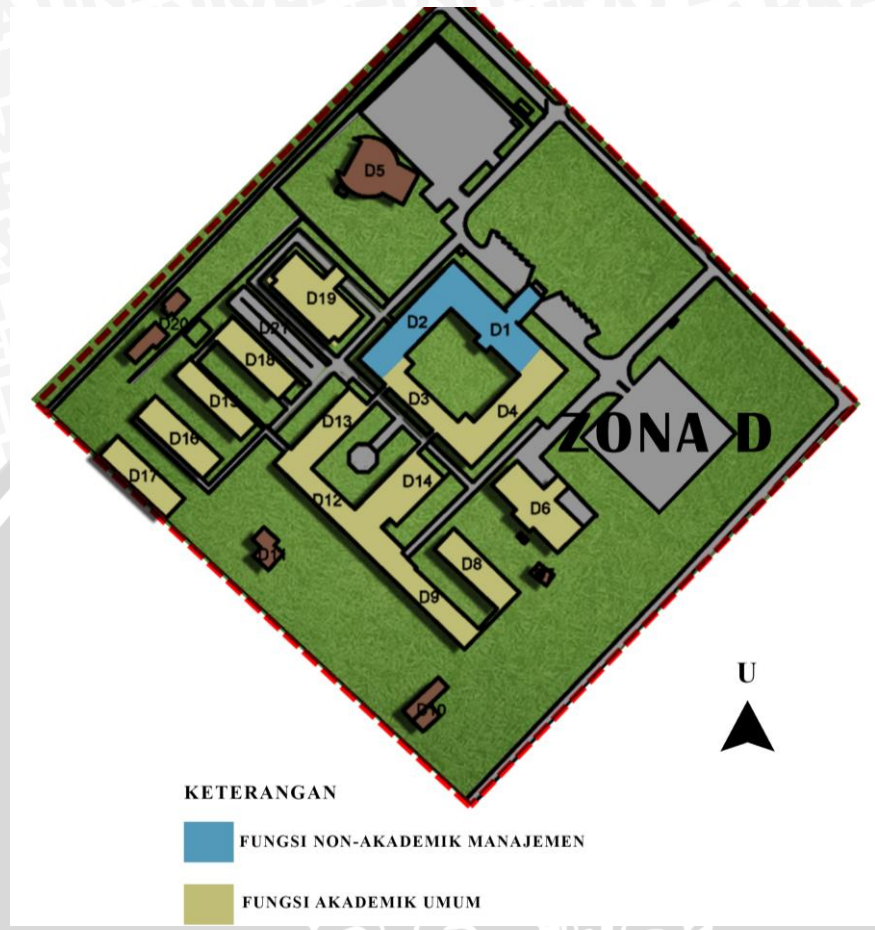 D5
D19
D20
D21
D2
D1
D18
D15
D3
D4
D13
ZONA D
D16
D17
D14
D12
D6
D11
D8
D9
D10
U
KETERANGAN
FUNGSI NON-AKADEMIK MANAJEMEN
FUNGSI AKADEMIK UMUM